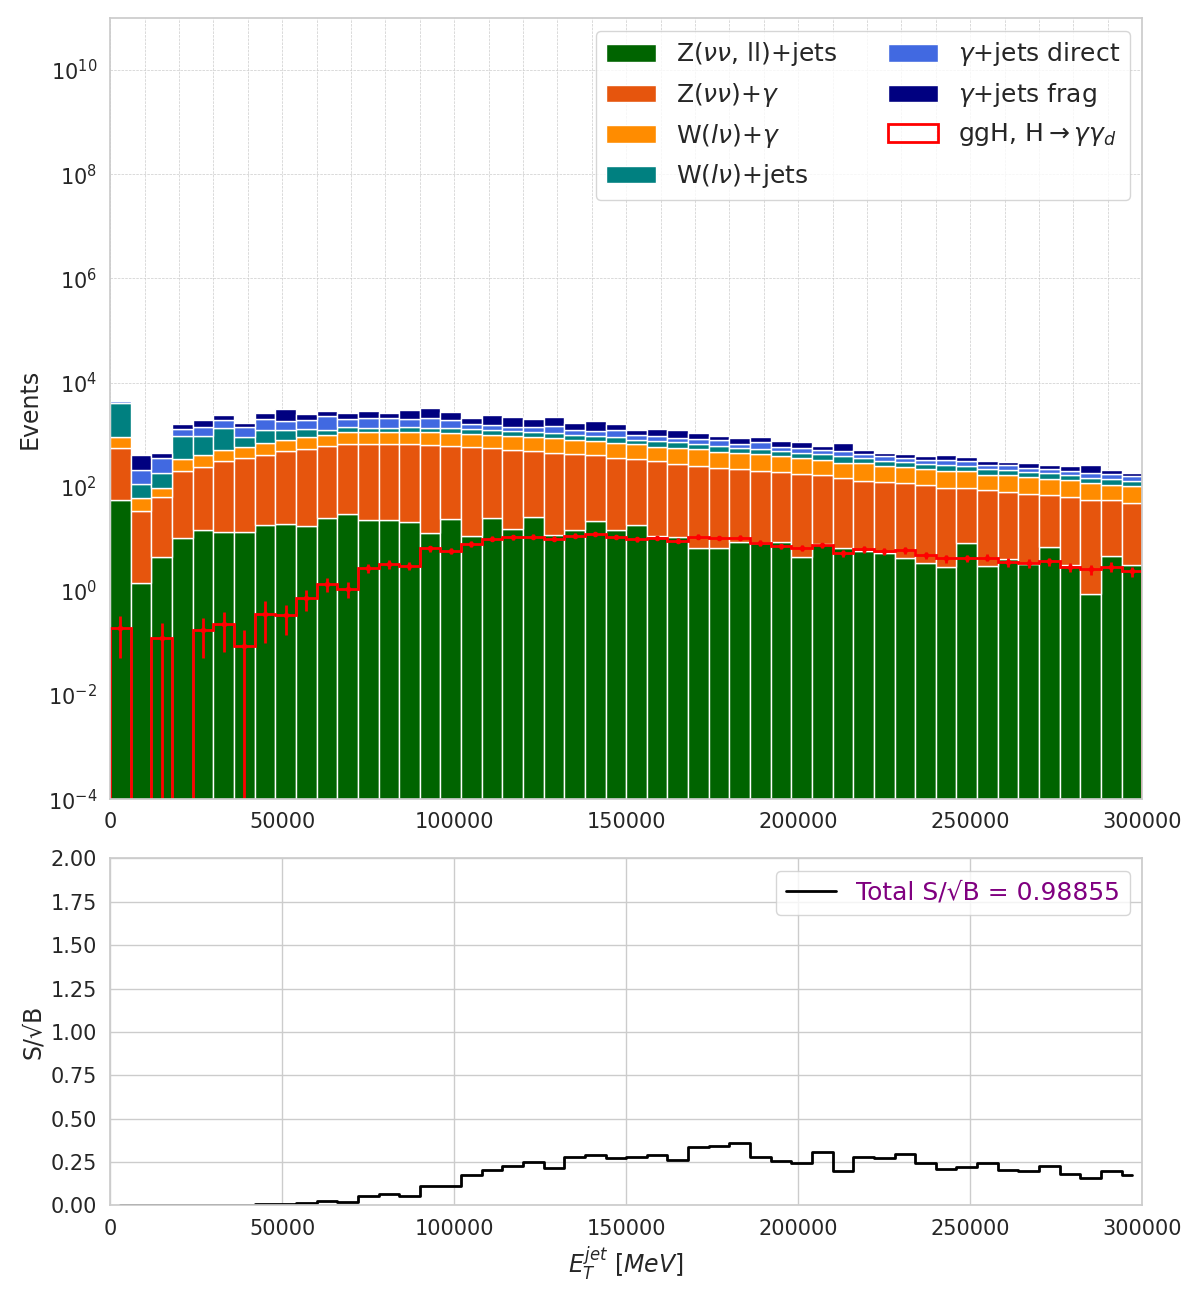 Z(νν, ll)+jets
Z(νν)+γ
W(lν)+γ
W(lν)+jets
γ+jets direct
γ+jets frag
ggH, H→γγ_d
Events
10^10
10^8
10^6
10^4
10^2
10^0
10^−2
10^−4
0 50000 100000 150000 200000 250000 300000
Total S/√B = 0.98855
S/√B
2.00
1.75
1.50
1.25
1.00
0.75
0.50
0.25
0.00
0 50000 100000 150000 200000 250000 300000
E_T^jet [MeV]